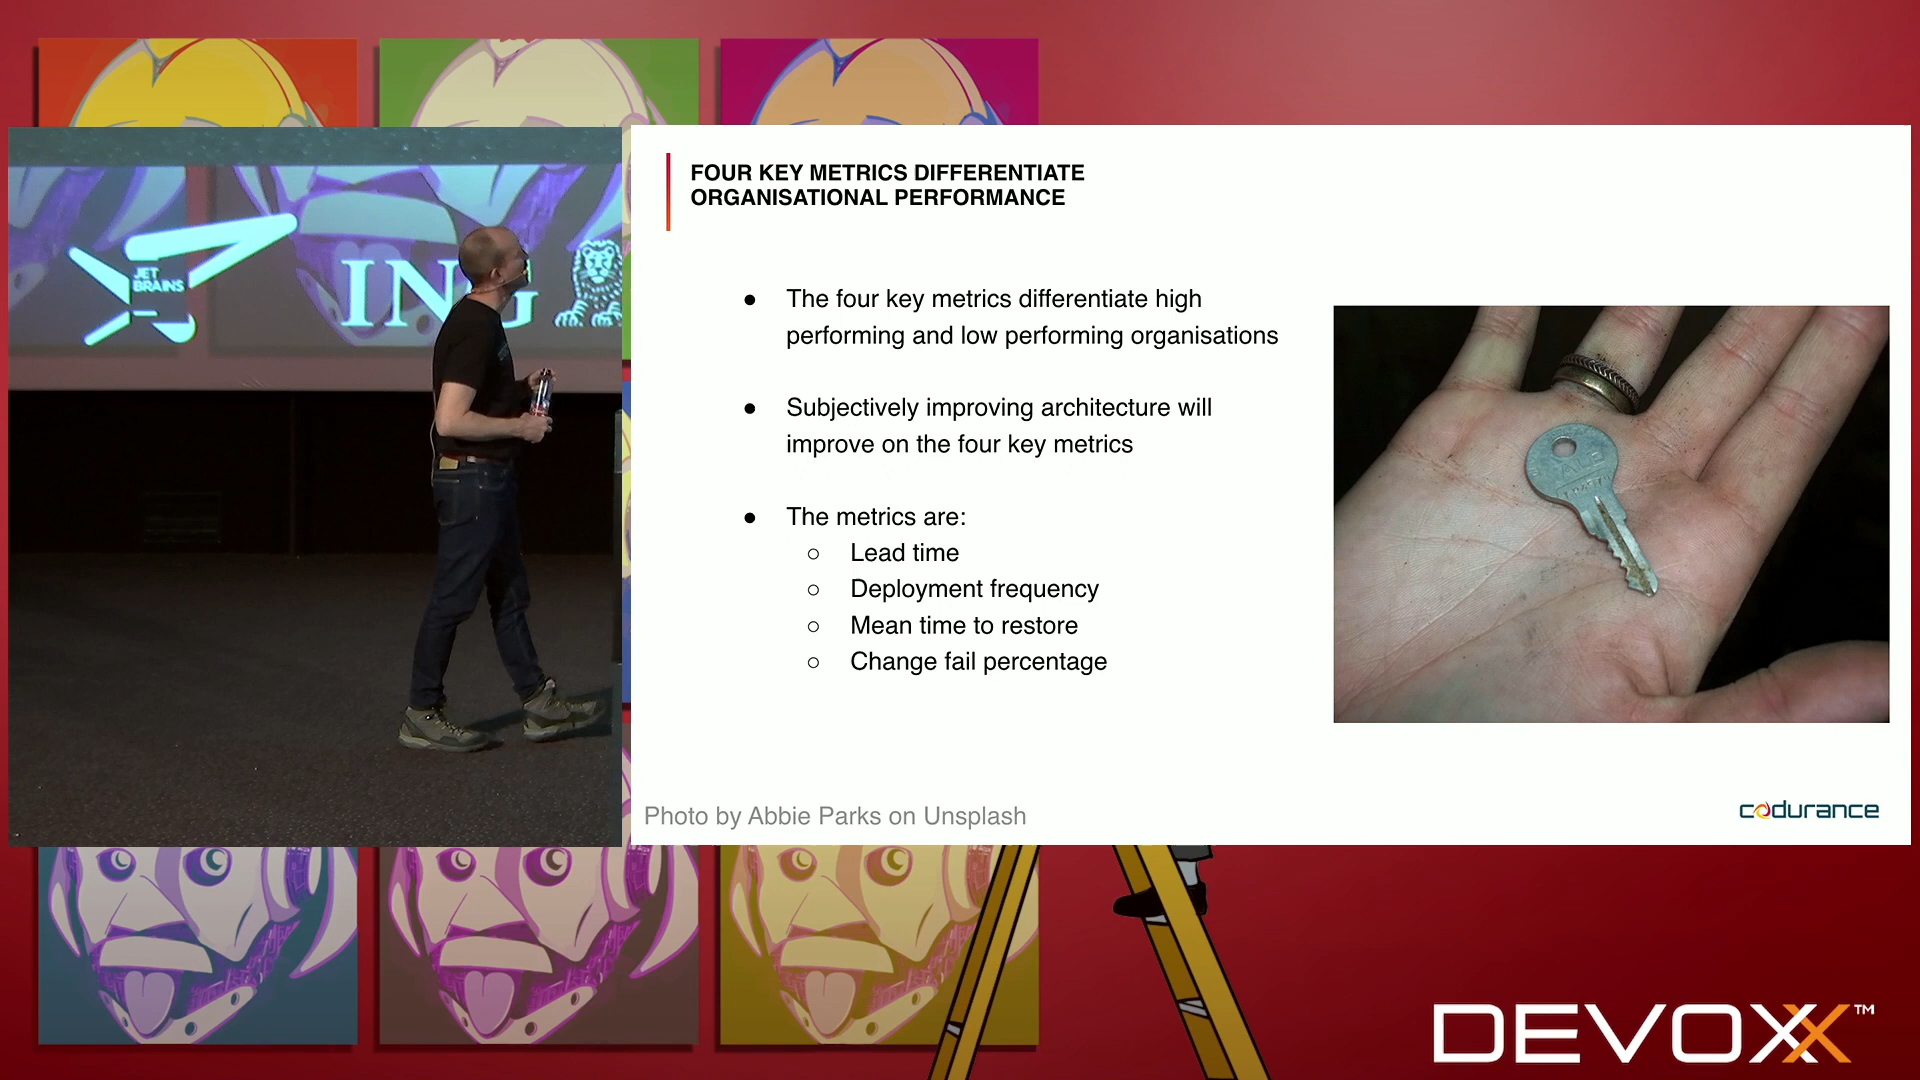 JET
BRAINS
ING
FOUR KEY METRICS DIFFERENTIATE
ORGANISATIONAL PERFORMANCE
● The four key metrics differentiate high
performing and low performing organisations
● Subjectively improving architecture will
improve on the four key metrics
● The metrics are:
○ Lead time
○ Deployment frequency
○ Mean time to restore
○ Change fail percentage
YALE
Photo by Abbie Parks on Unsplash
codurance
DEVOXX™